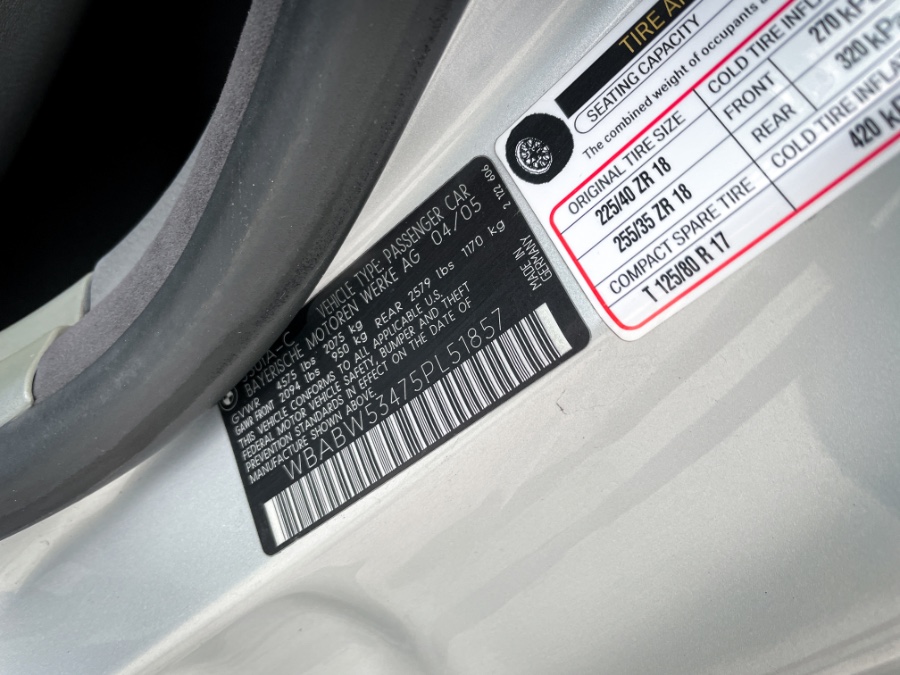 VEHICLE TYPE PASSENGER CAR
BAYERISCHE MOTOREN WERKE AG 04/05
GVWR 4575 lbs 2075 kg
GAWR FRONT 2094 lbs 950 kg REAR 2579 lbs 1170 kg
THIS VEHICLE CONFORMS TO ALL APPLICABLE U.S.
FEDERAL MOTOR VEHICLE SAFETY, BUMPER AND THEFT
PREVENTION STANDARDS IN EFFECT ON THE DATE OF
MANUFACTURE SHOWN ABOVE.
WBABW53475PL51857
MADE IN
GERMANY
2 122 606
TIRE
SEATING CAPACITY
The combined weight of occupants
ORIGINAL TIRE SIZE
225/40 ZR 18
255/35 ZR 18
COMPACT SPARE TIRE
T 125/80 R 17
COLD TIRE
FRONT 270 kPa
REAR 320 kPa
COLD TIRE
420